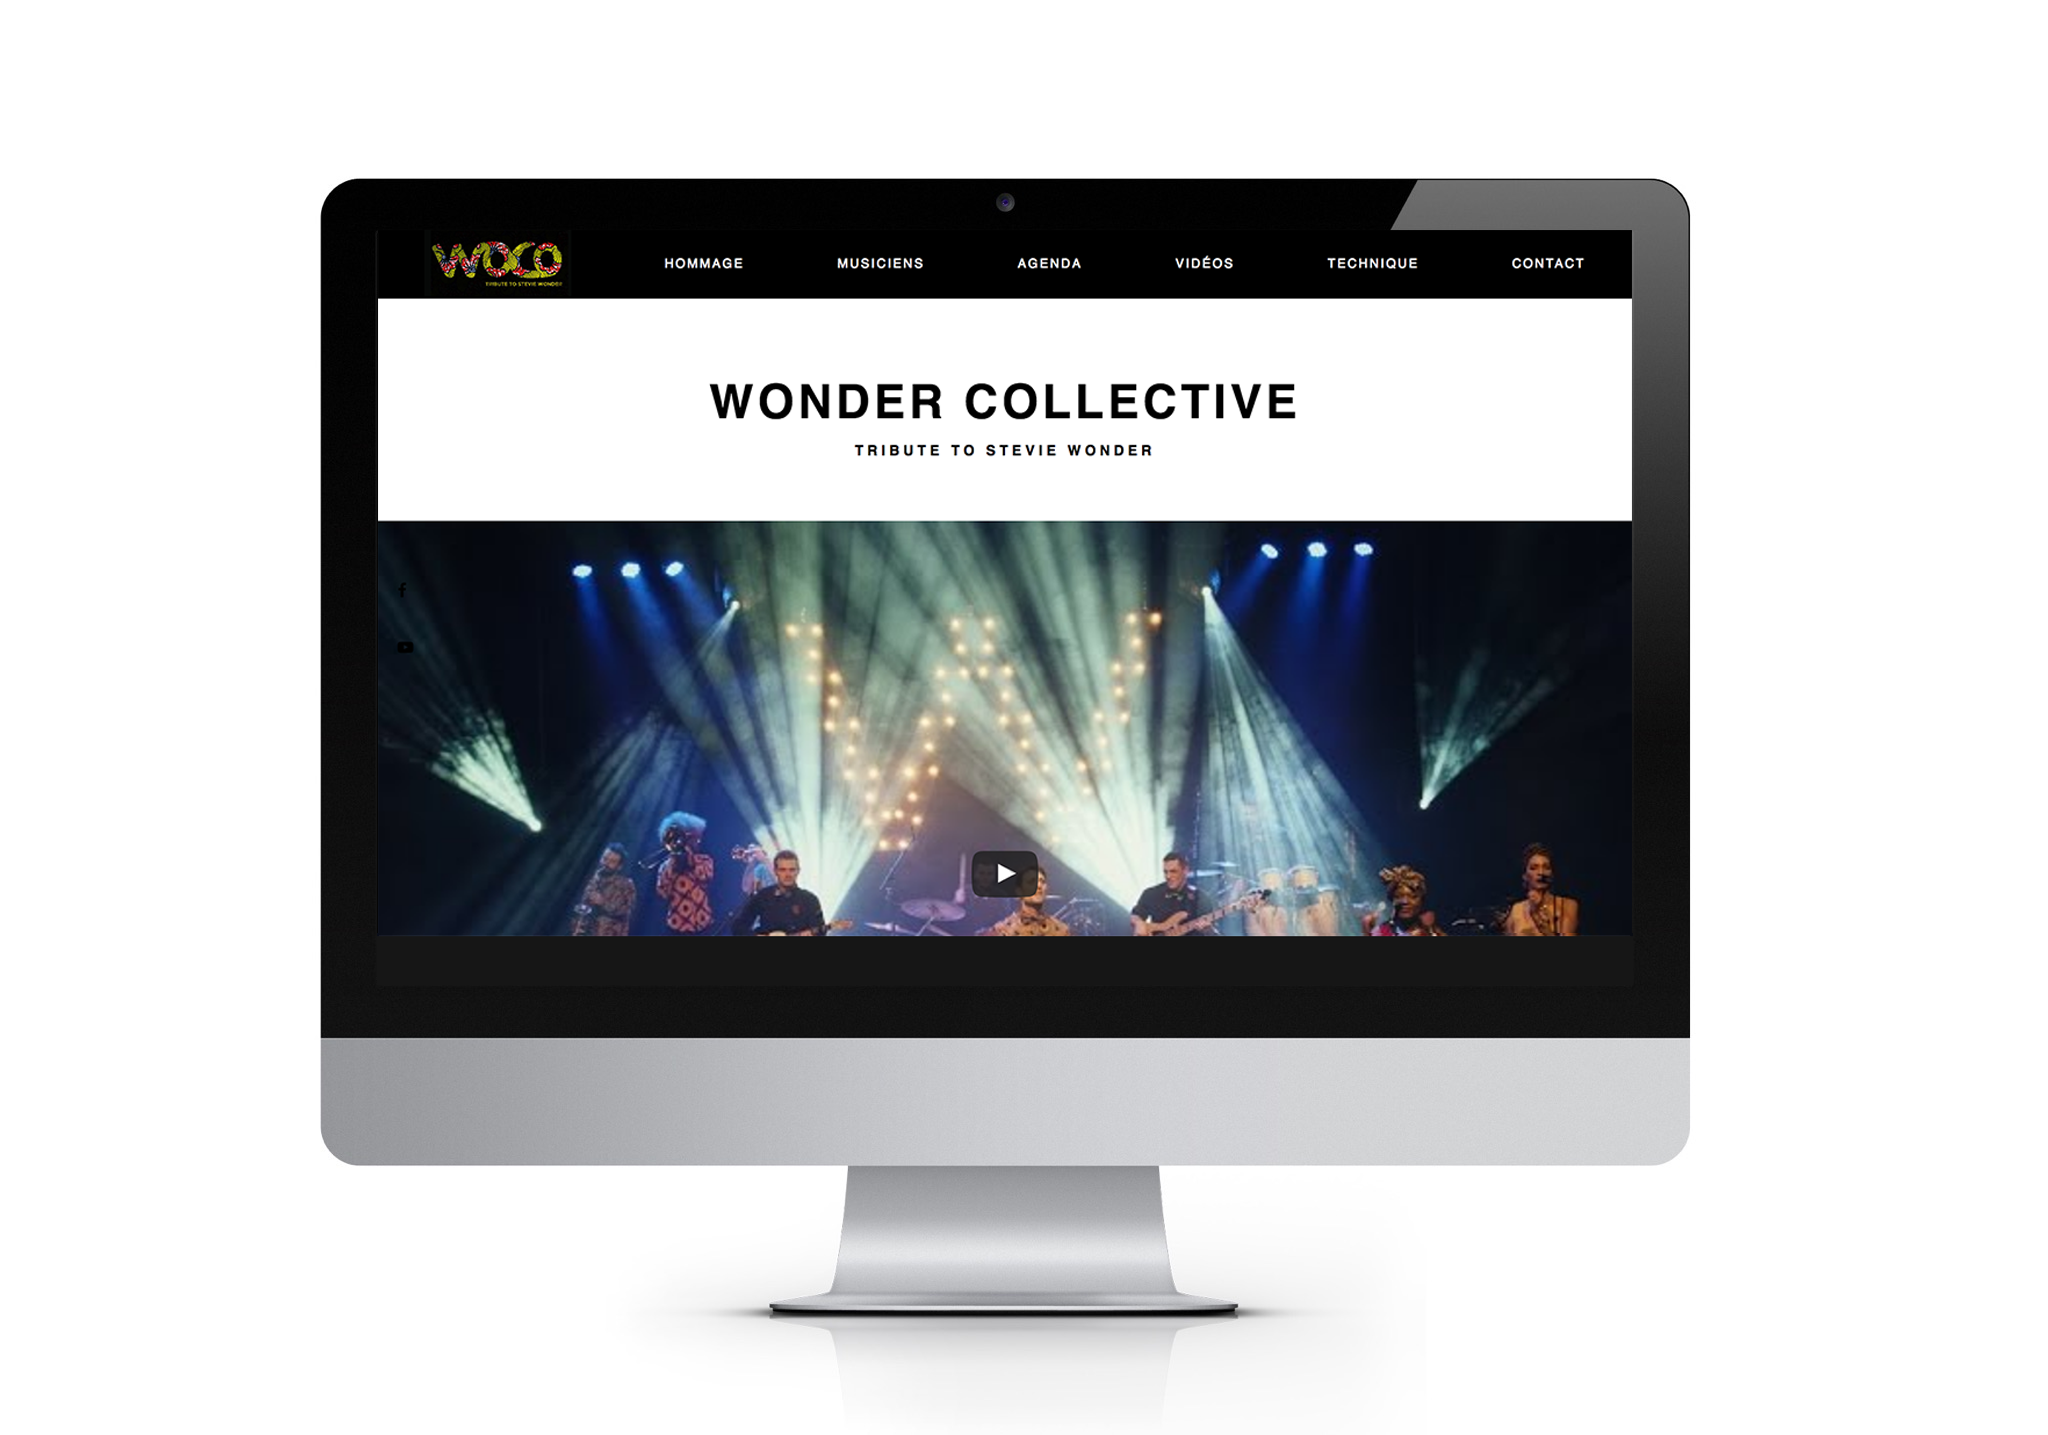 WOCO
TRIBUTE TO STEVIE WONDER
HOMMAGE
MUSICIENS
AGENDA
VIDÉOS
TECHNIQUE
CONTACT
WONDER COLLECTIVE
TRIBUTE TO STEVIE WONDER
W